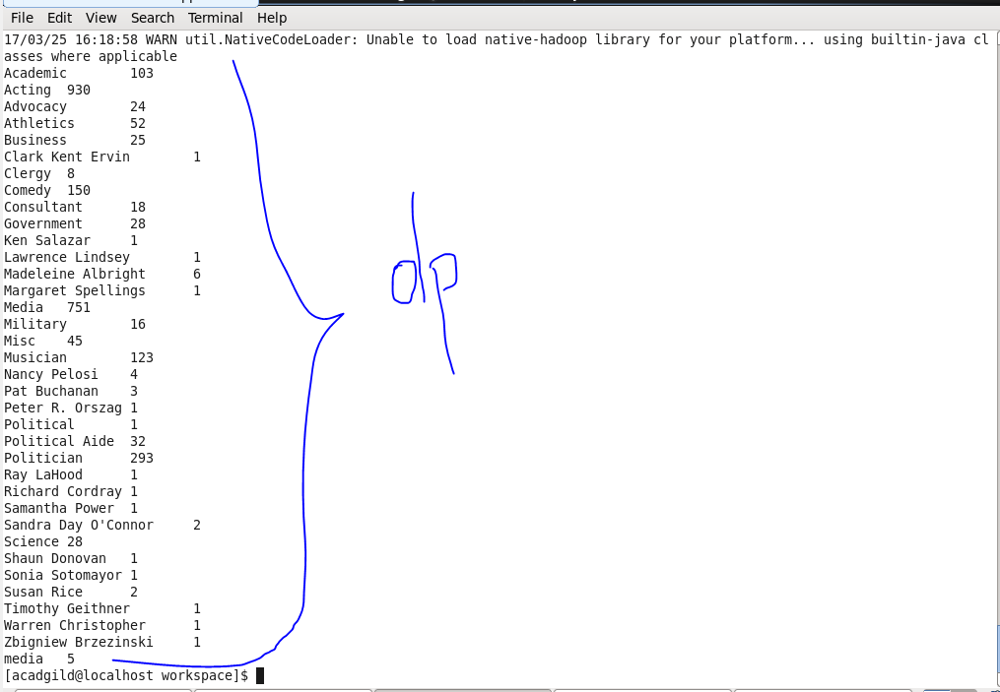 File Edit View Search Terminal Help
17/03/25 16:18:58 WARN util.NativeCodeLoader: Unable to load native-hadoop library for your platform... using builtin-java cl
asses where applicable
Academic 103
Acting 930
Advocacy 24
Athletics 52
Business 25
Clark Kent Ervin 1
Clergy 8
Comedy 150
Consultant 18
Government 28
Ken Salazar 1
Lawrence Lindsey 1
Madeleine Albright 6
Margaret Spellings 1
Media 751
Military 16
Misc 45
Musician 123
Nancy Pelosi 4
Pat Buchanan 3
Peter R. Orszag 1
Political 1
Political Aide 32
Politician 293
Ray LaHood 1
Richard Cordray 1
Samantha Power 1
Sandra Day O'Connor 2
Science 28
Shaun Donovan 1
Sonia Sotomayor 1
Susan Rice 2
Timothy Geithner 1
Warren Christopher 1
Zbigniew Brzezinski 1
media 5
[acadgild@localhost workspace]$